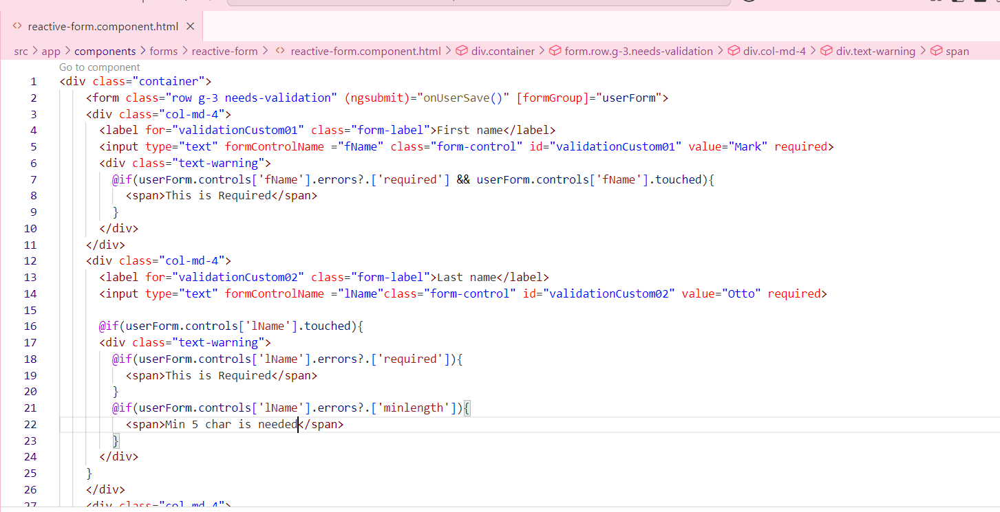 reactive-form.component.html
src > app > components > forms > reactive-form > reactive-form.component.html > div.container > form.row.g-3.needs-validation > div.col-md-4 > div.text-warning > span
Go to component
1 <div class="container">
2 <form class="row g-3 needs-validation" (ngsubmit)="onUserSave()" [formGroup]="userForm">
3 <div class="col-md-4">
4 <label for="validationCustom01" class="form-label">First name</label>
5 <input type="text" formControlName ="fName" class="form-control" id="validationCustom01" value="Mark" required>
6 <div class="text-warning">
7 @if(userForm.controls['fName'].errors?.['required'] && userForm.controls['fName'].touched){
8 <span>This is Required</span>
9 }
10 </div>
11 </div>
12 <div class="col-md-4">
13 <label for="validationCustom02" class="form-label">Last name</label>
14 <input type="text" formControlName ="lName"class="form-control" id="validationCustom02" value="Otto" required>
15
16 @if(userForm.controls['lName'].touched){
17 <div class="text-warning">
18 @if(userForm.controls['lName'].errors?.['required']){
19 <span>This is Required</span>
20 }
21 @if(userForm.controls['lName'].errors?.['minlength']){
22 <span>Min 5 char is needed</span>
23 }
24 </div>
25 }
26 </div>
27 <div class="col-md-4">